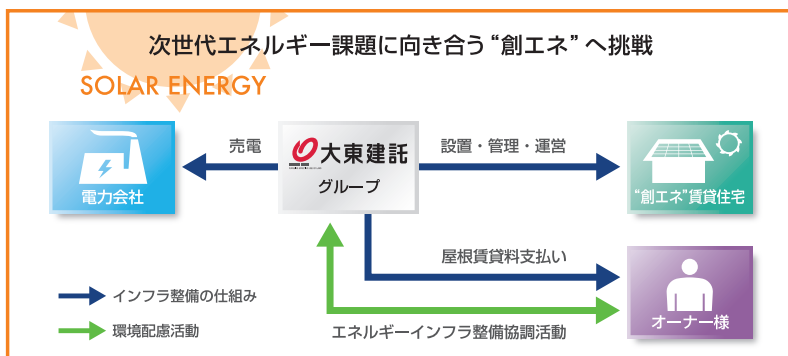 次世代エネルギー課題に向き合う“創エネ”へ挑戦
SOLAR ENERGY
売電
大東建託
グループ
設置・管理・運営
電力会社
“創エネ”賃貸住宅
屋根賃貸料支払い
インフラ整備の仕組み
環境配慮活動
エネルギーインフラ整備協調活動
オーナー様